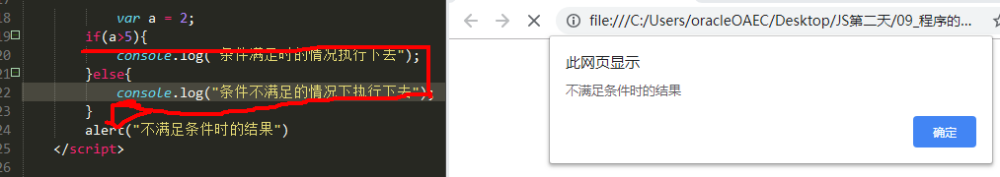 18 var a = 2;
19 if(a>5){
20 console.log("条件满足时的情况执行下去");
21 }else{
22 console.log("条件不满足的情况下执行下去");
23 }
24 alert("不满足条件时的结果")
25 </script>
26
file:///C:/Users/oracleOAEC/Desktop/JS第二天/09_程序的...
此网页显示
不满足条件时的结果
确定